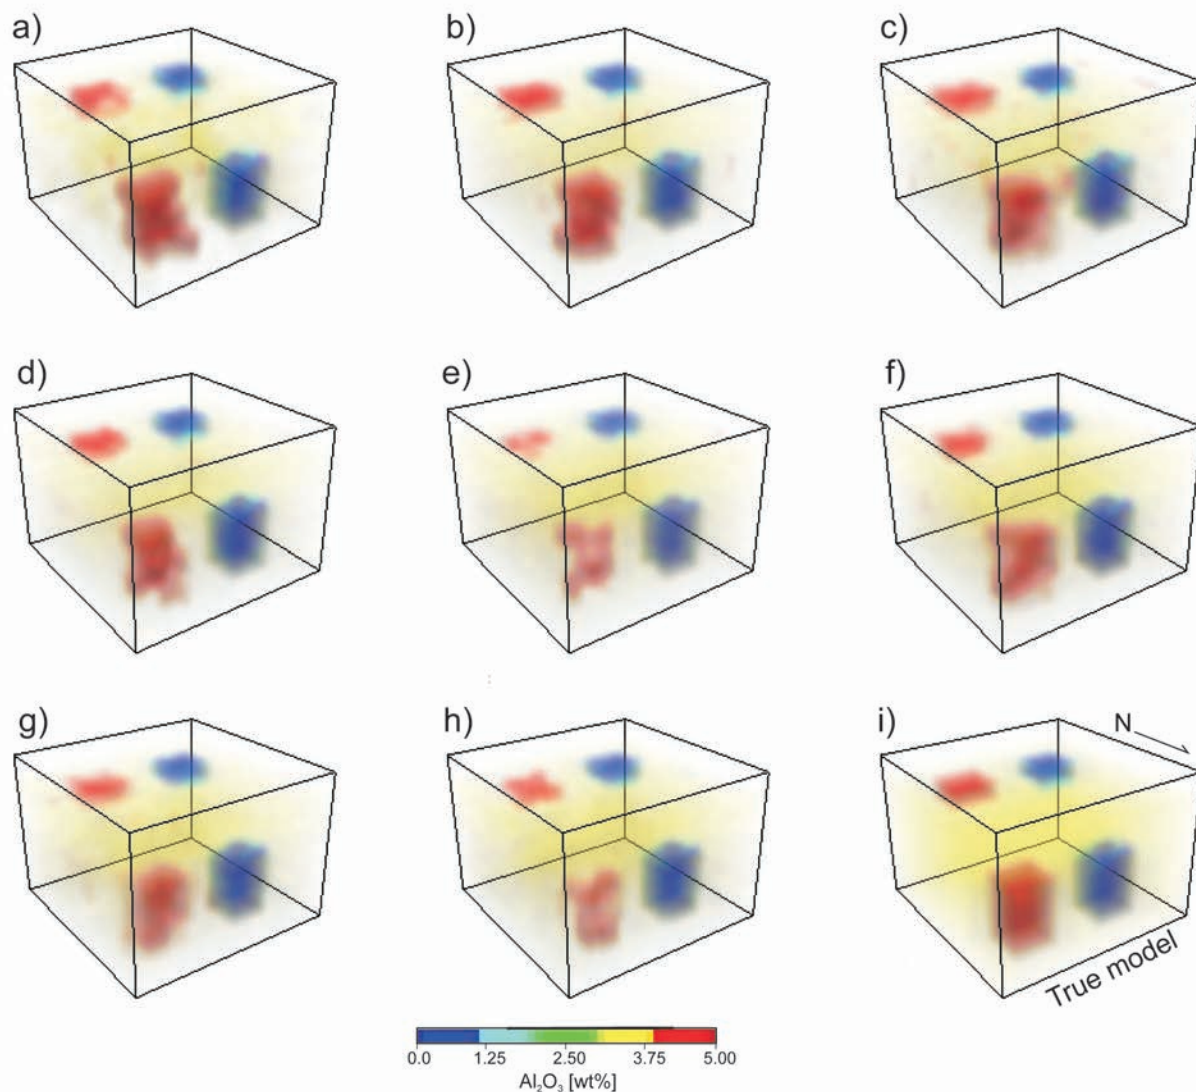 a)
b)
c)
d)
e)
f)
g)
h)
i)
N
True model
0.0 1.25 2.50 3.75 5.00
Al₂O₃ [wt%]